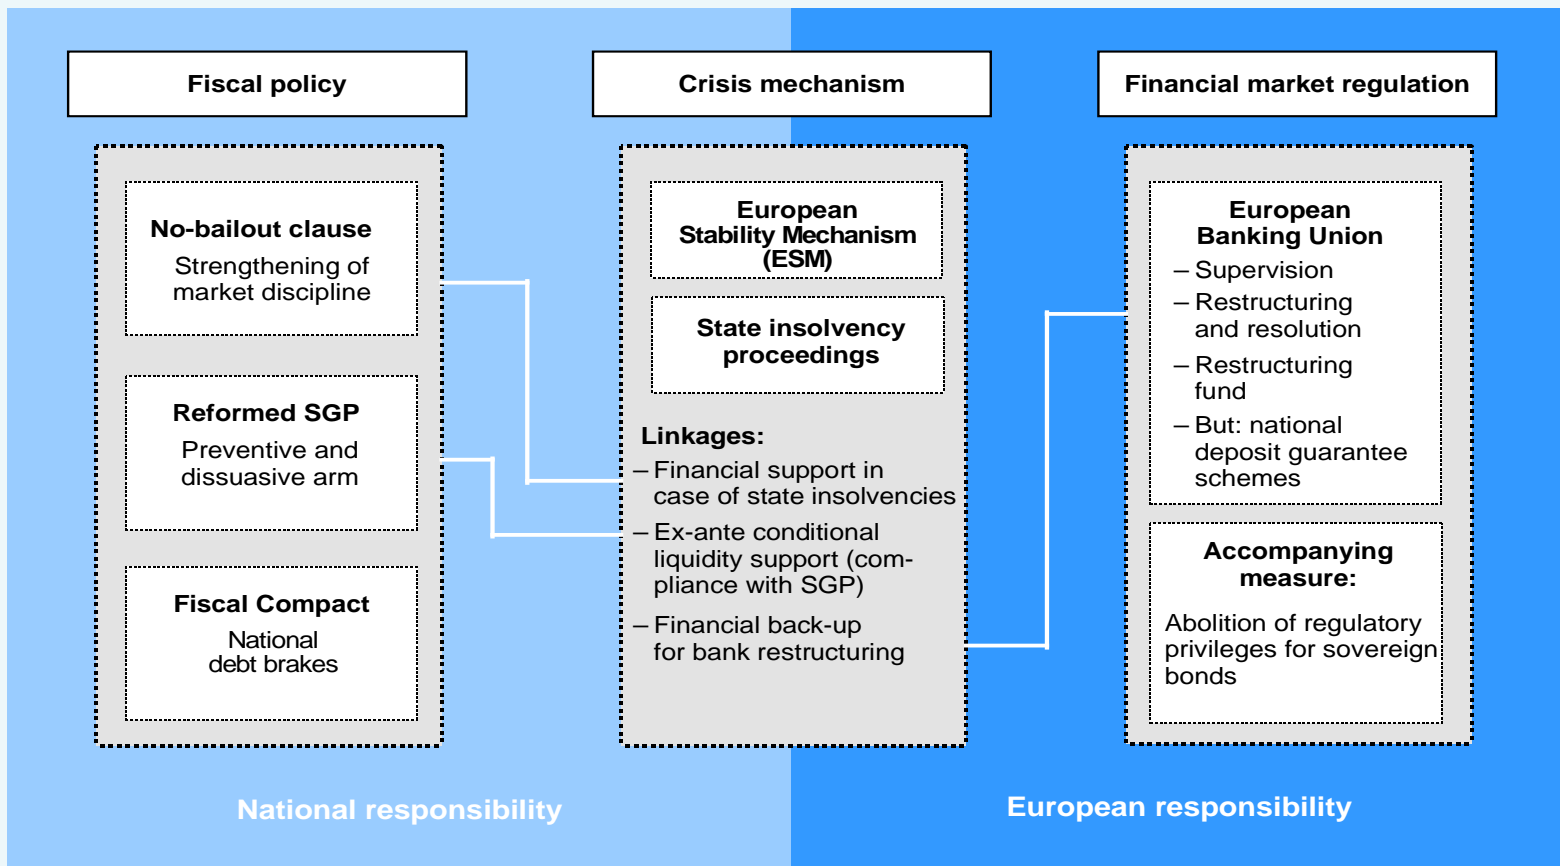 Fiscal policy
No-bailout clause
Strengthening of
market discipline
Reformed SGP
Preventive and
dissuasive arm
Fiscal Compact
National
debt brakes
Crisis mechanism
European
Stability Mechanism
(ESM)
State insolvency
proceedings
Linkages:
– Financial support in
case of state insolvencies
– Ex-ante conditional
liquidity support (com-
pliance with SGP)
– Financial back-up
for bank restructuring
Financial market regulation
European
Banking Union
– Supervision
– Restructuring
and resolution
– Restructuring
fund
– But: national
deposit guarantee
schemes
Accompanying
measure:
Abolition of regulatory
privileges for sovereign
bonds
National responsibility
European responsibility